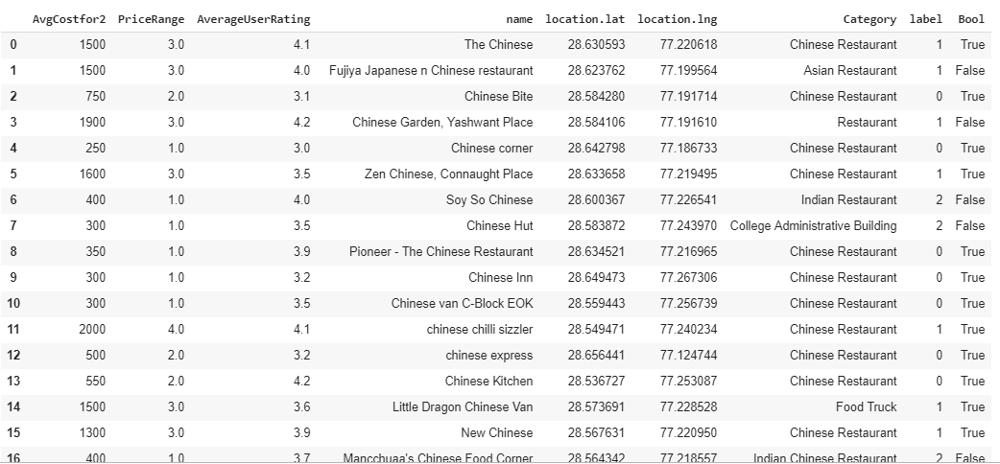 AvgCostfor2 PriceRange AverageUserRating name location.lat location.lng Category label Bool
0 1500 3.0 4.1 The Chinese 28.630593 77.220618 Chinese Restaurant 1 True
1 1500 3.0 4.0 Fujiya Japanese n Chinese restaurant 28.623762 77.199564 Asian Restaurant 1 False
2 750 2.0 3.1 Chinese Bite 28.584280 77.191714 Chinese Restaurant 0 True
3 1900 3.0 4.2 Chinese Garden, Yashwant Place 28.584106 77.191610 Restaurant 1 False
4 250 1.0 3.0 Chinese corner 28.642798 77.186733 Chinese Restaurant 0 True
5 1600 3.0 3.5 Zen Chinese, Connaught Place 28.633658 77.219495 Chinese Restaurant 1 True
6 400 1.0 4.0 Soy So Chinese 28.600367 77.226541 Indian Restaurant 2 False
7 300 1.0 3.5 Chinese Hut 28.583872 77.243970 College Administrative Building 2 False
8 350 1.0 3.9 Pioneer - The Chinese Restaurant 28.634521 77.216965 Chinese Restaurant 0 True
9 300 1.0 3.2 Chinese Inn 28.649473 77.267306 Chinese Restaurant 0 True
10 300 1.0 3.5 Chinese van C-Block EOK 28.559443 77.256739 Chinese Restaurant 0 True
11 2000 4.0 4.1 chinese chilli sizzler 28.549471 77.240234 Chinese Restaurant 1 True
12 500 2.0 3.2 chinese express 28.656441 77.124744 Chinese Restaurant 0 True
13 550 2.0 4.2 Chinese Kitchen 28.536727 77.253087 Chinese Restaurant 0 True
14 1500 3.0 3.6 Little Dragon Chinese Van 28.573691 77.228528 Food Truck 1 True
15 1300 3.0 3.9 New Chinese 28.567631 77.220950 Chinese Restaurant 1 True
16 400 1.0 3.7 Mancchuaa's Chinese Food Corner 28.564342 77.218557 Indian Chinese Restaurant 2 False